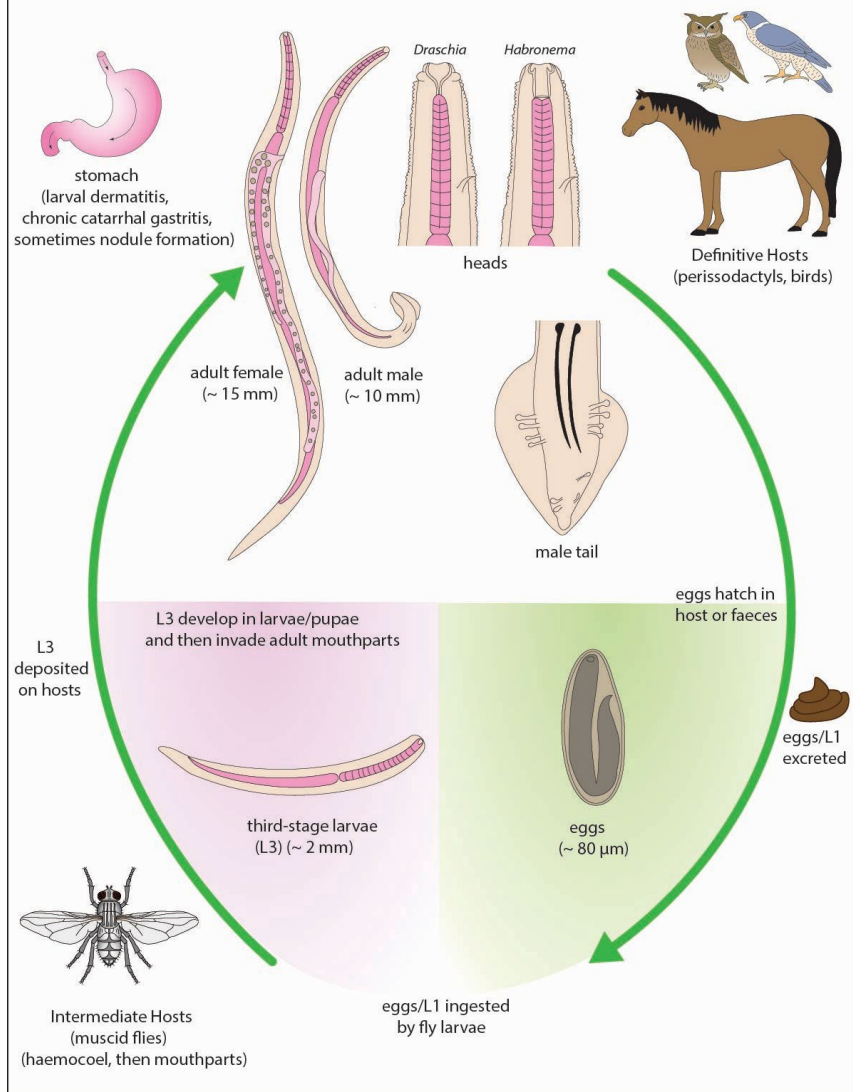 Draschia
Habronema
stomach
(larval dermatitis,
chronic catarrhal gastritis,
sometimes nodule formation)
heads
Definitive Hosts
(perissodactyls, birds)
adult female
(~ 15 mm)
adult male
(~ 10 mm)
male tail
eggs hatch in
host or faeces
L3 develop in larvae/pupae
and then invade adult mouthparts
L3
deposited
on hosts
eggs/L1
excreted
third-stage larvae
(L3) (~ 2 mm)
eggs
(~ 80 µm)
Intermediate Hosts
(muscid flies)
(haemocoel, then mouthparts)
eggs/L1 ingested
by fly larvae